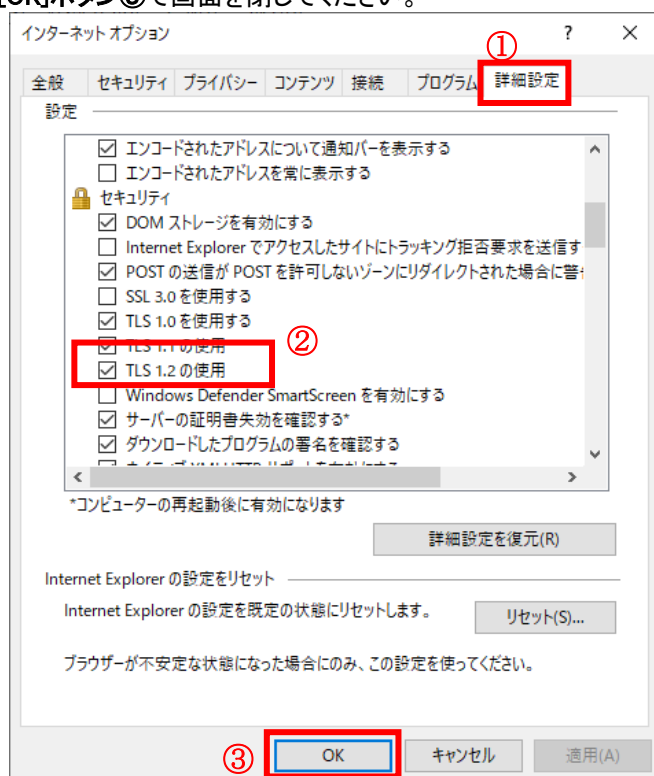 [OK]ボタン③で画面を閉じてください。
インターネット オプション
?
×
①
全般
セキュリティ
プライバシー
コンテンツ
接続
プログラム
詳細設定
設定
エンコードされたアドレスについて通知バーを表示する
エンコードされたアドレスを常に表示する
セキュリティ
DOM ストレージを有効にする
Internet Explorer でアクセスしたサイトにトラッキング拒否要求を送信す
POST の送信が POST を許可しないゾーンにリダイレクトされた場合に警
SSL 3.0 を使用する
TLS 1.0 を使用する
TLS 1.1 の使用
②
TLS 1.2 の使用
Windows Defender SmartScreen を有効にする
サーバーの証明書失効を確認する*
ダウンロードしたプログラムの署名を確認する
*コンピューターの再起動後に有効になります
詳細設定を復元(R)
Internet Explorer の設定をリセット
Internet Explorer の設定を既定の状態にリセットします。
リセット(S)...
ブラウザーが不安定な状態になった場合にのみ、この設定を使ってください。
③
OK
キャンセル
適用(A)